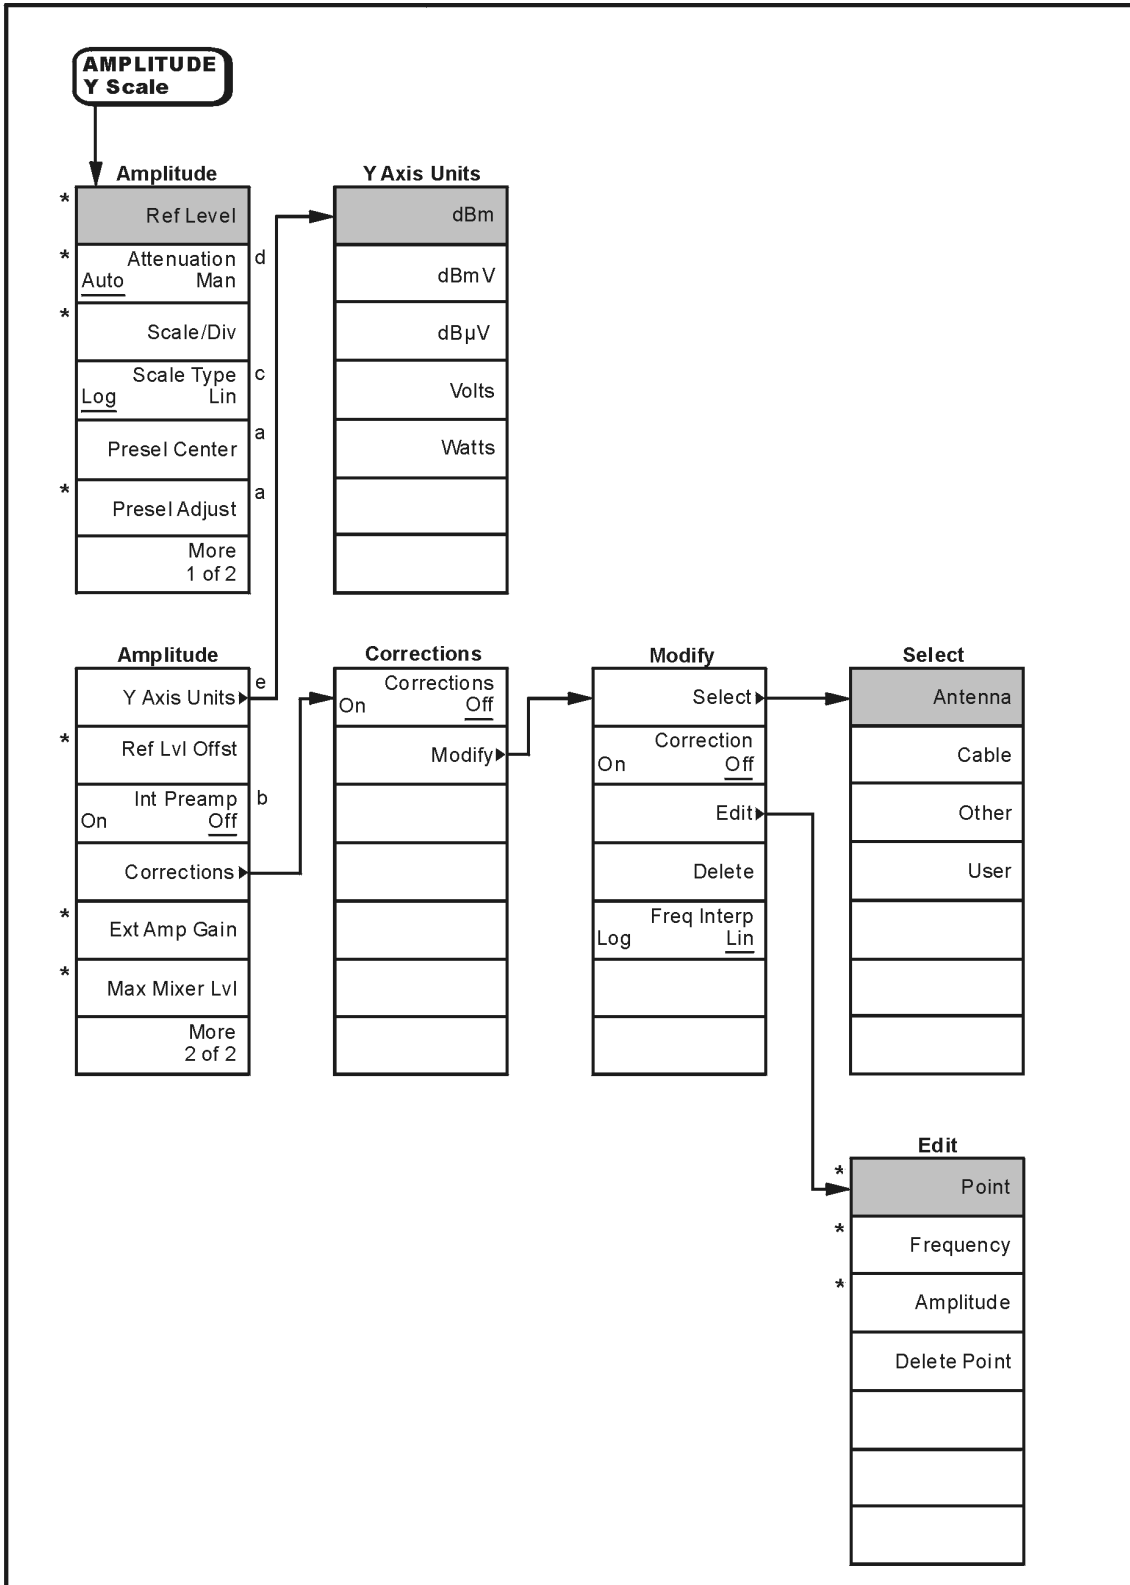 AMPLITUDE
Y Scale
Amplitude
* Ref Level
* Attenuation d
Auto Man
* Scale/Div
Scale Type c
Log Lin
Presel Center a
* Presel Adjust a
More
1 of 2
Y Axis Units
dBm
dBmV
dBµV
Volts
Watts
Amplitude
Y Axis Units e
* Ref Lvl Offst
Int Preamp b
On Off
Corrections
* Ext Amp Gain
* Max Mixer Lvl
More
2 of 2
Corrections
Corrections
On Off
Modify
Modify
Select
Correction
On Off
Edit
Delete
Freq Interp
Log Lin
Select
Antenna
Cable
Other
User
Edit
* Point
* Frequency
* Amplitude
Delete Point